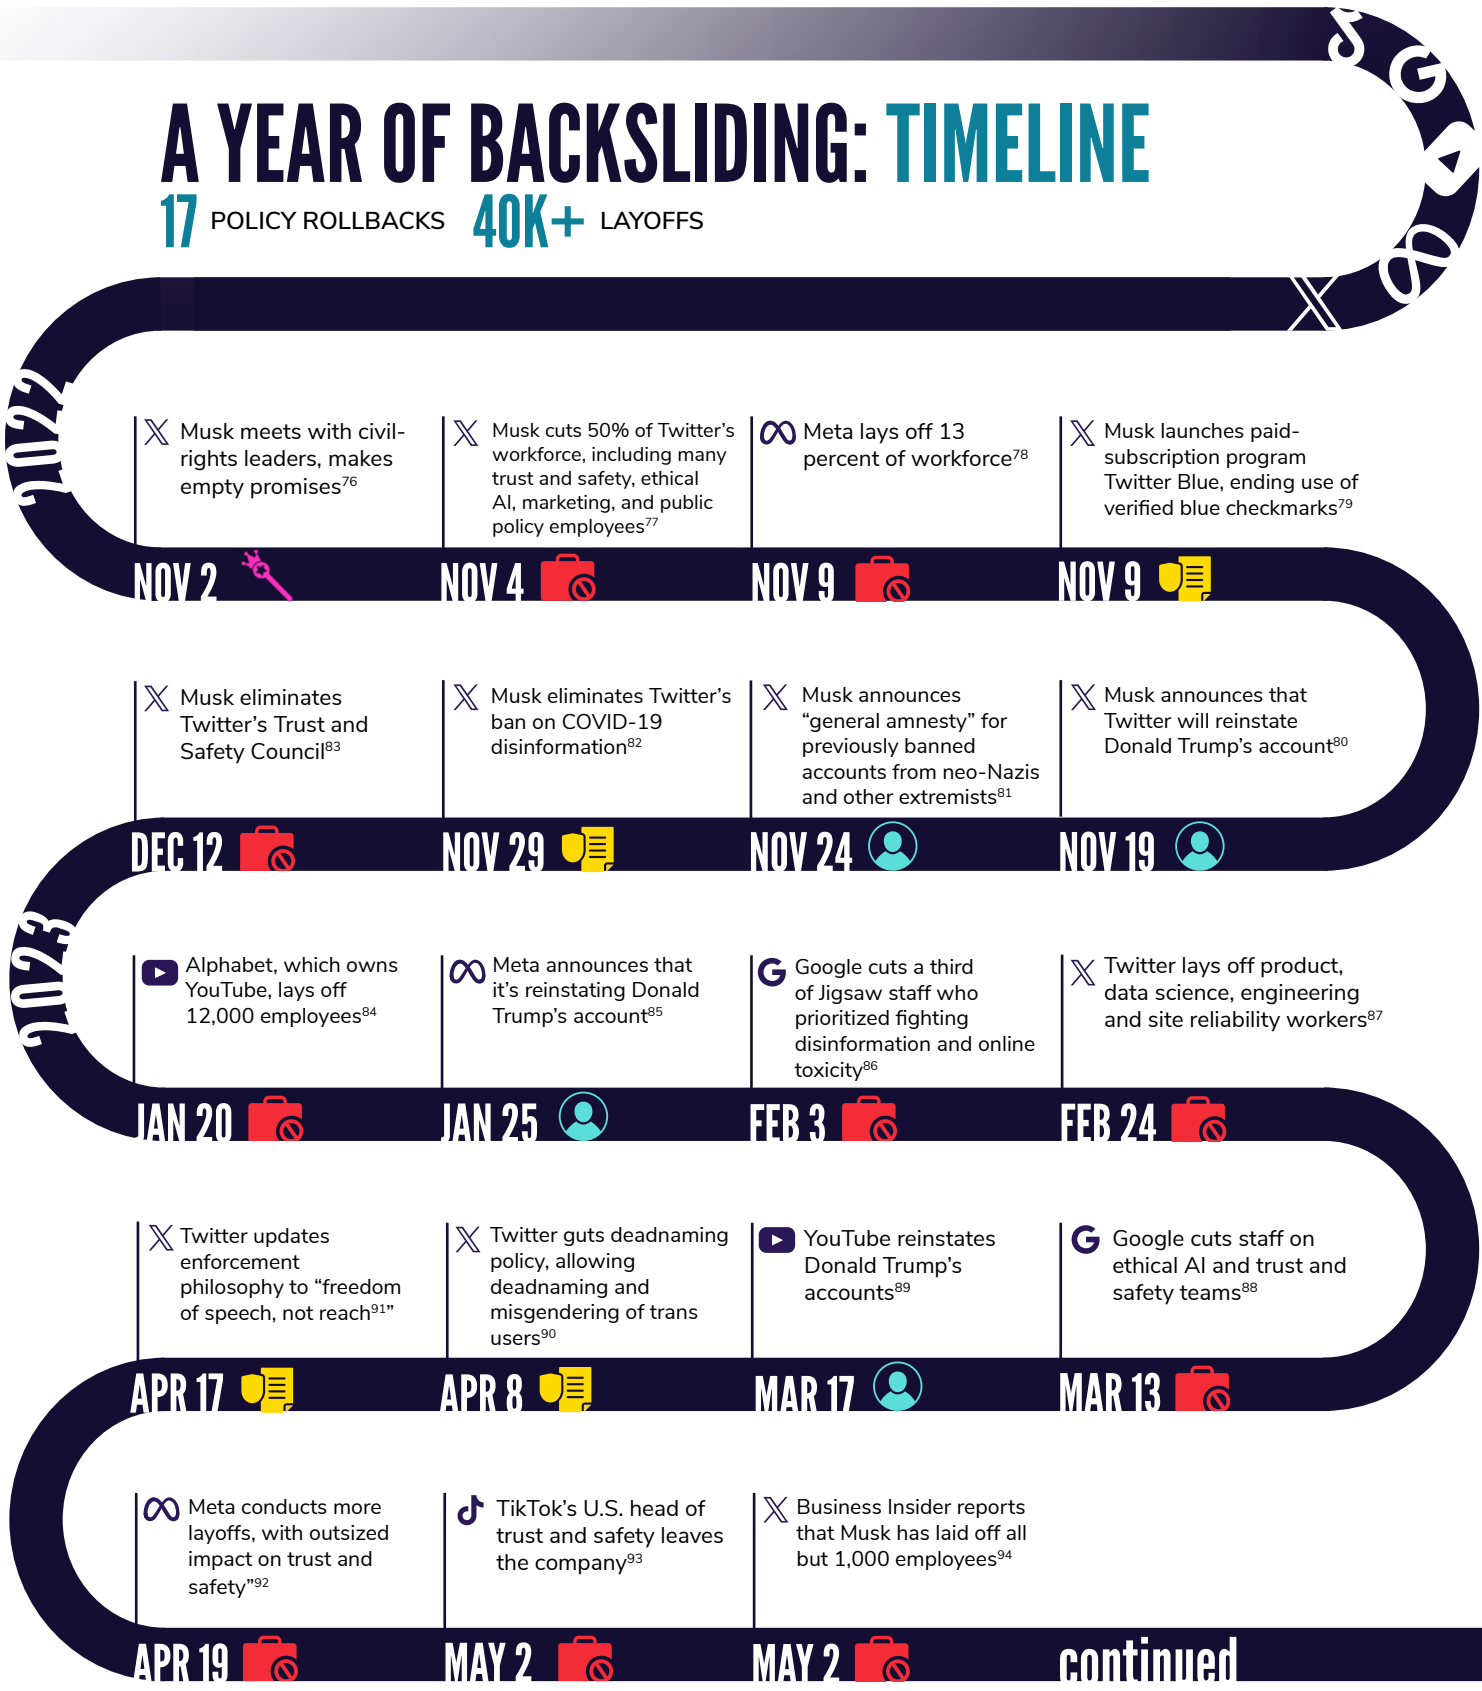 A YEAR OF BACKSLIDING: TIMELINE
17 POLICY ROLLBACKS 40K+ LAYOFFS
2022
Musk meets with civil-
rights leaders, makes
empty promises76
NOV 2
Musk cuts 50% of Twitter's
workforce, including many
trust and safety, ethical
AI, marketing, and public
policy employees77
NOV 4
Meta lays off 13
percent of workforce78
NOV 9
Musk launches paid-
subscription program
Twitter Blue, ending use of
verified blue checkmarks79
NOV 9
Musk eliminates
Twitter's Trust and
Safety Council83
DEC 12
Musk eliminates Twitter's
ban on COVID-19
disinformation82
NOV 29
Musk announces
“general amnesty” for
previously banned
accounts from neo-Nazis
and other extremists81
NOV 24
Musk announces that
Twitter will reinstate
Donald Trump's account80
NOV 19
2023
Alphabet, which owns
YouTube, lays off
12,000 employees84
JAN 20
Meta announces that
it's reinstating Donald
Trump's account85
JAN 25
Google cuts a third
of Jigsaw staff who
prioritized fighting
disinformation and online
toxicity86
FEB 3
Twitter lays off product,
data science, engineering
and site reliability workers87
FEB 24
Twitter updates
enforcement
philosophy to “freedom
of speech, not reach91”
APR 17
Twitter guts deadnaming
policy, allowing
deadnaming and
misgendering of trans
users90
APR 8
YouTube reinstates
Donald Trump's
accounts89
MAR 17
Google cuts staff on
ethical AI and trust and
safety teams88
MAR 13
Meta conducts more
layoffs, with outsized
impact on trust and
safety”92
APR 19
TikTok's U.S. head of
trust and safety leaves
the company93
MAY 2
Business Insider reports
that Musk has laid off all
but 1,000 employees94
MAY 2
continued